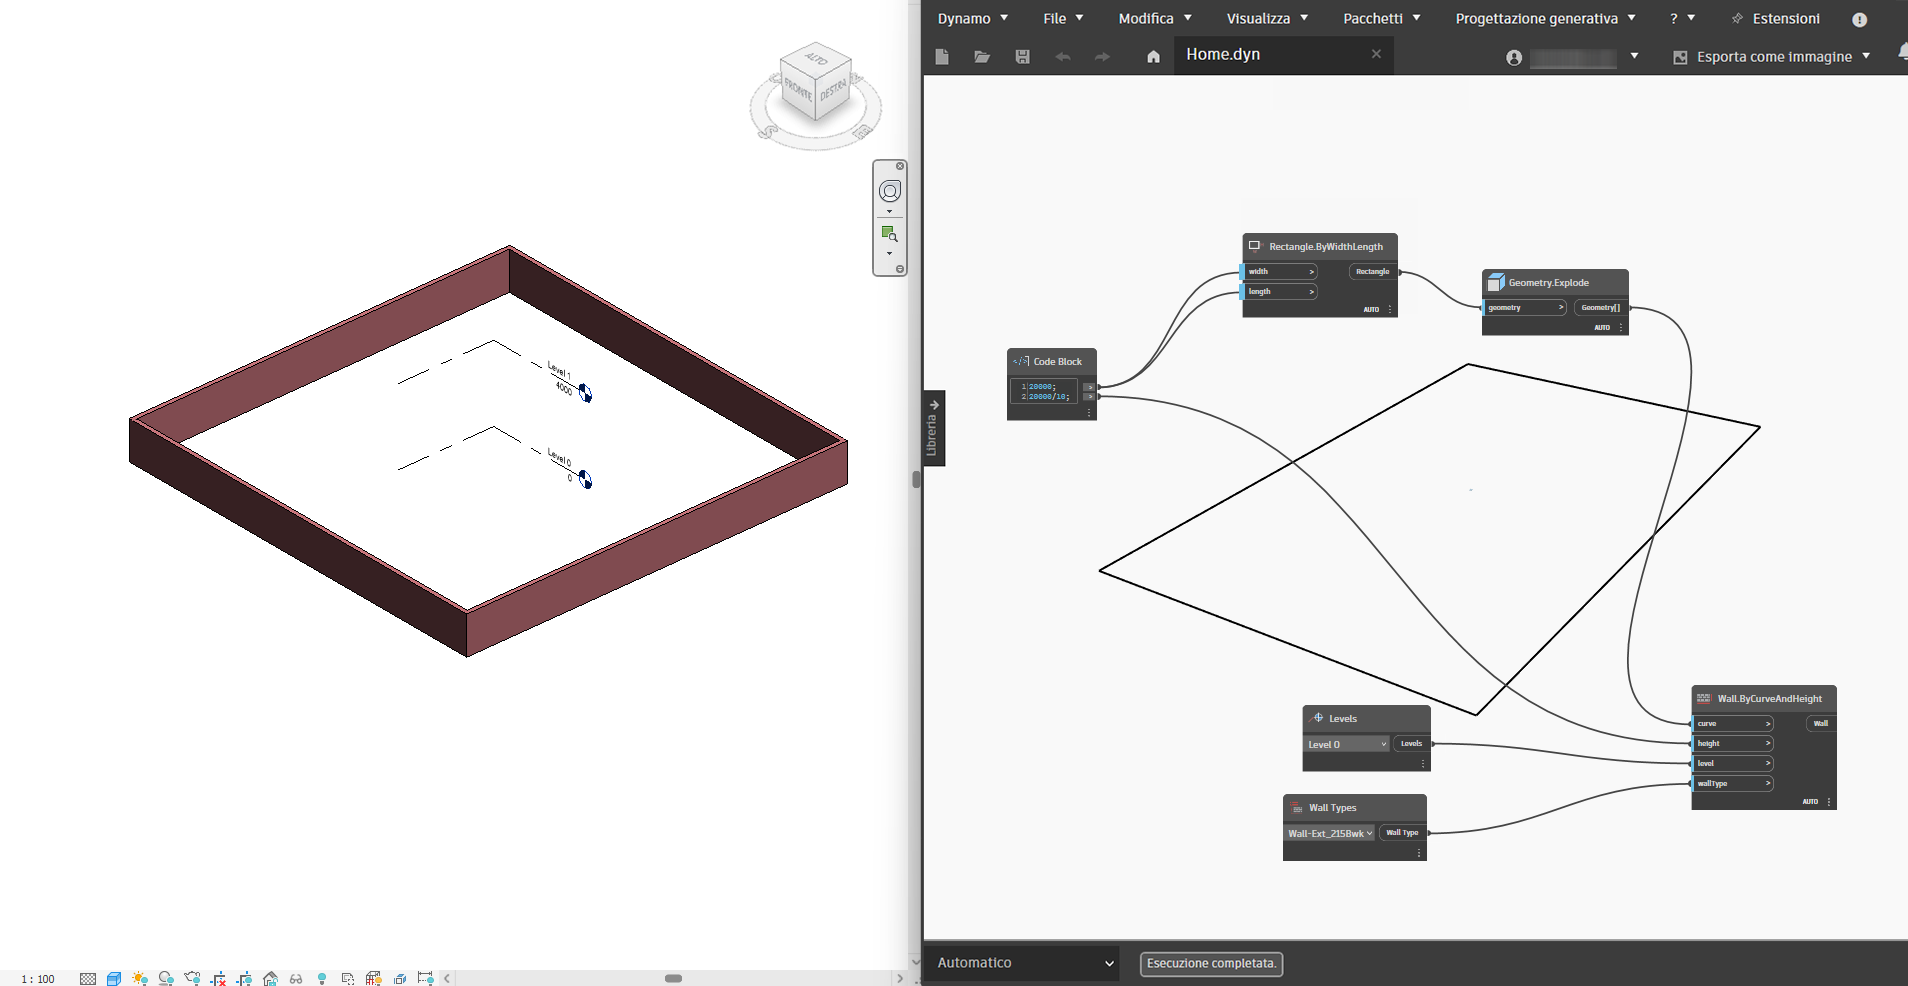 ALTO
FRONTE
DESTRA
S
Level 1
4000
Level 0
0
1 : 100
Dynamo
File
Modifica
Visualizza
Pacchetti
Progettazione generativa
?
Estensioni
Home.dyn
Esporta come immagine
Libreria
Rectangle.ByWidthLength
width >
Rectangle
length >
AUTO
Geometry.Explode
geometry >
Geometry[]
AUTO
Code Block
1 20000; >
2 20000/10; >
Levels
Level 0
Levels
Wall Types
Wall-Ext_215Bwk
Wall Type
Wall.ByCurveAndHeight
curve >
Wall
height >
level >
wallType >
AUTO
Automatico
Esecuzione completata.